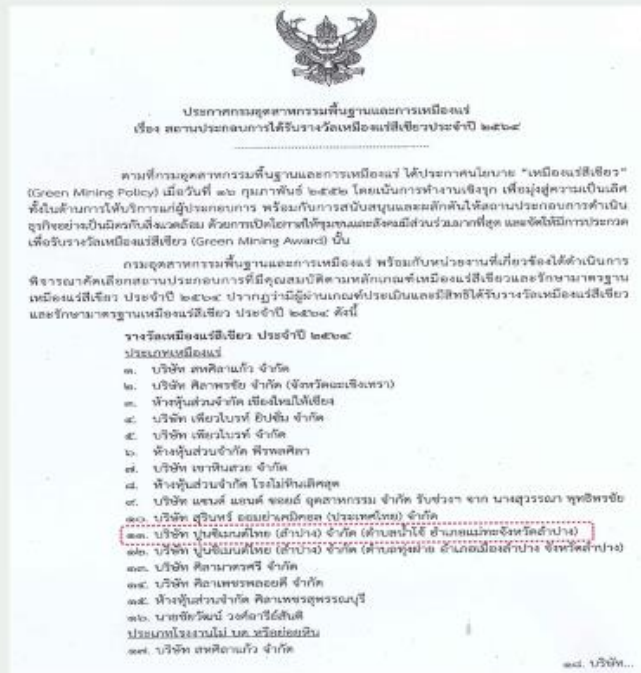 ประกาศกรมอุตสาหกรรมพื้นฐานและการเหมืองแร่
เรื่อง สถานประกอบการได้รับรางวัลเหมืองแร่สีเขียวประจำปี ๒๕๖๔
ตามที่กรมอุตสาหกรรมพื้นฐานและการเหมืองแร่ ได้ประกาศนโยบาย "เหมืองแร่สีเขียว"
(Green Mining Policy) เมื่อวันที่ ๑๖ กุมภาพันธ์ ๒๕๕๒ โดยเน้นการทำงานเชิงรุก เพื่อมุ่งสู่ความเป็นเลิศ
ทั้งในด้านการให้บริการแก่ผู้ประกอบการ พร้อมกับการสนับสนุนและผลักดันให้สถานประกอบการดำเนิน
ธุรกิจอย่างเป็นมิตรกับสิ่งแวดล้อม ด้วยการเปิดโอกาสให้ชุมชนและสังคมมีส่วนร่วมมากที่สุด และจัดให้มีการประกวด
เพื่อรับรางวัลเหมืองแร่สีเขียว (Green Mining Award) นั้น
กรมอุตสาหกรรมพื้นฐานและการเหมืองแร่ พร้อมกับหน่วยงานที่เกี่ยวข้องได้ดำเนินการ
พิจารณาคัดเลือกสถานประกอบการที่มีคุณสมบัติตามหลักเกณฑ์เหมืองแร่สีเขียวและรักษามาตรฐาน
เหมืองแร่สีเขียว ประจำปี ๒๕๖๔ ปรากฏว่ามีผู้ผ่านเกณฑ์ประเมินและมีสิทธิได้รับรางวัลเหมืองแร่สีเขียว
และรักษามาตรฐานเหมืองแร่สีเขียว ประจำปี ๒๕๖๔ ดังนี้
รางวัลเหมืองแร่สีเขียว ประจำปี ๒๕๖๔
ประเภทเหมืองแร่
๑. บริษัท สหศิลาแก้ว จำกัด
๒. บริษัท ศิลาพรชัย จำกัด (จังหวัดฉะเชิงเทรา)
๓. ห้างหุ้นส่วนจำกัด เชียงใหม่ให้เชียง
๔. บริษัท เพียวไบรท์ ยิปซั่ม จำกัด
๕. บริษัท เพียวไบรท์ จำกัด
๖. ห้างหุ้นส่วนจำกัด พีรพลศิลา
๗. บริษัท เขาหินสวย จำกัด
๘. ห้างหุ้นส่วนจำกัด โรงโม่หินเลิศสุด
๙. บริษัท แซนด์ แอนด์ ซอยล์ อุตสาหกรรม จำกัด รับช่วงฯ จาก นางสุวรรณา พุทธิพรชัย
๑๐. บริษัท สุรินทร์ ออมย่าเคมิคอล (ประเทศไทย) จำกัด
๑๑. บริษัท ปูนซิเมนต์ไทย (ลำปาง) จำกัด (ตำบลน้ำโจ้ อำเภอแม่ทะจังหวัดลำปาง)
๑๒. บริษัท ปูนซิเมนต์ไทย (ลำปาง) จำกัด (ตำบลทุ่งฝาย อำเภอเมืองลำปาง จังหวัดลำปาง)
๑๓. บริษัท ศิลามาตรศรี จำกัด
๑๔. บริษัท ศิลาเพชรพลอยดี จำกัด
๑๕. ห้างหุ้นส่วนจำกัด ศิลาเพชรสุพรรณบุรี
๑๖. นายชัยวัฒน์ วงศ์อารีย์สันติ
ประเภทโรงงานโม่ บด หรือย่อยหิน
๑๗. บริษัท สหศิลาแก้ว จำกัด
๑๘. บริษัท...